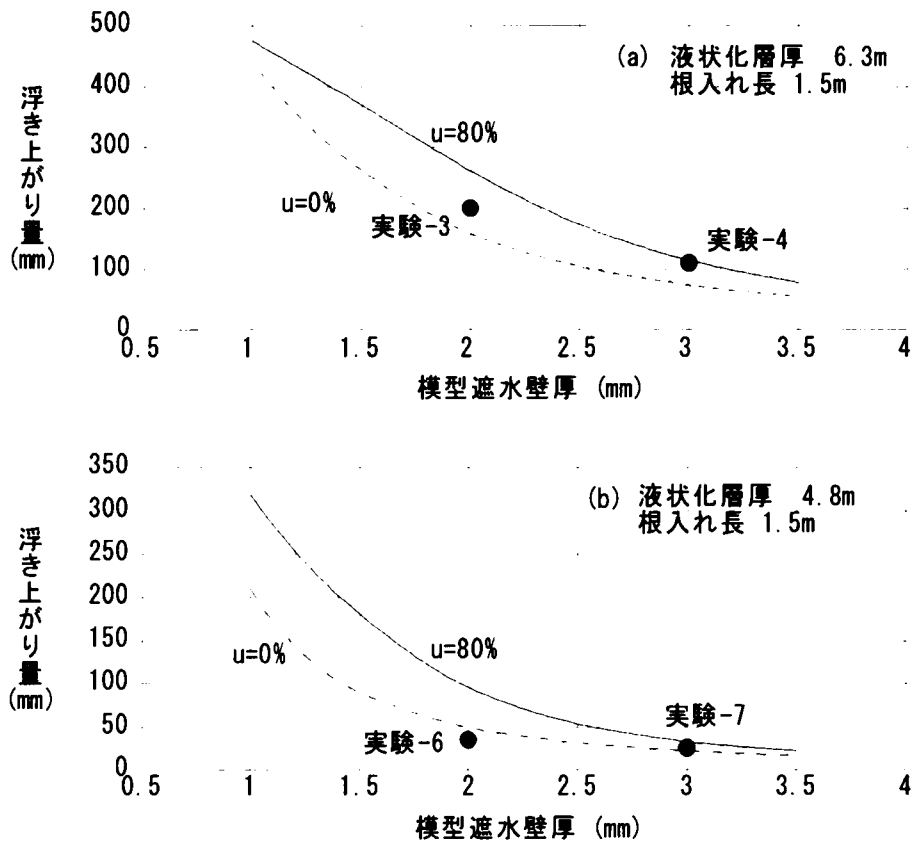 500
400
300
200
100
0
0.5 1 1.5 2 2.5 3 3.5 4
浮き上がり量
(mm)
模型遮水壁厚 (mm)
(a) 液状化層厚 6.3m
根入れ長 1.5m
u=80%
u=0%
実験-3
実験-4
350
300
250
200
150
100
50
0
0.5 1 1.5 2 2.5 3 3.5 4
浮き上がり量
(mm)
模型遮水壁厚 (mm)
(b) 液状化層厚 4.8m
根入れ長 1.5m
u=0%
u=80%
実験-6
実験-7